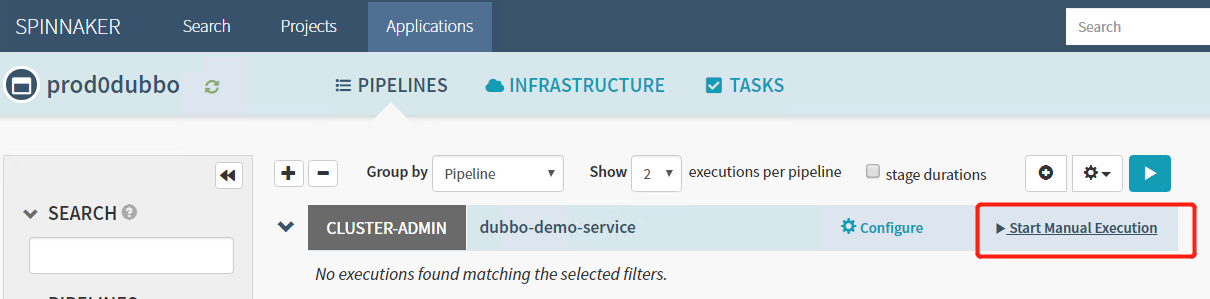 SPINNAKER Search Projects Applications Search
prod0dubbo PIPELINES INFRASTRUCTURE TASKS
Group by Pipeline Show 2 executions per pipeline stage durations
SEARCH ?
CLUSTER-ADMIN dubbo-demo-service Configure Start Manual Execution
No executions found matching the selected filters.